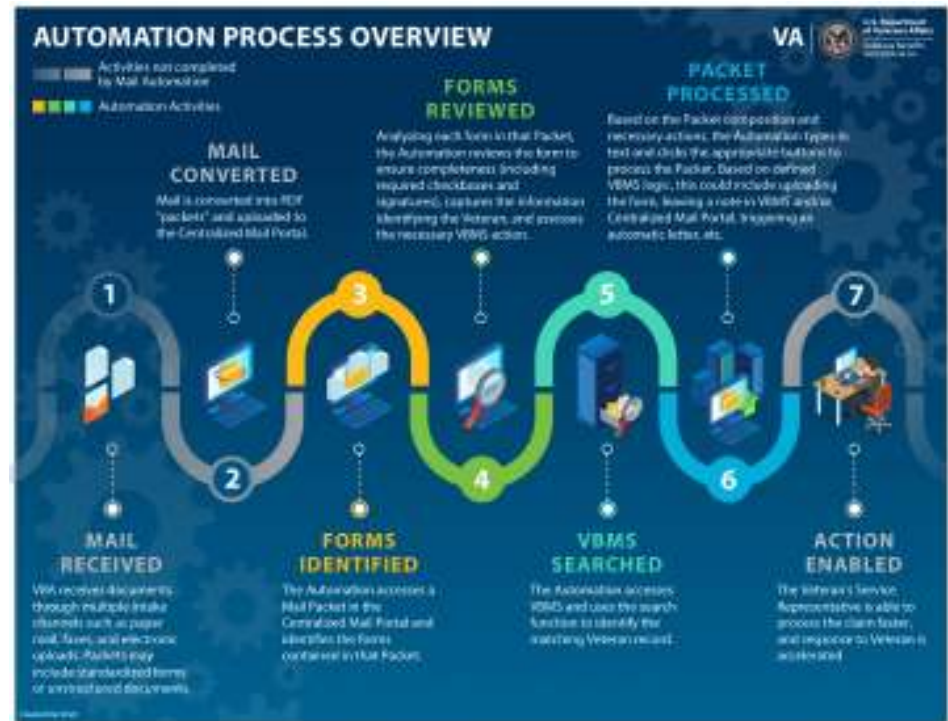 AUTOMATION PROCESS OVERVIEW
VA
U.S. Department
of Veterans Affairs
Activities not completed
by Mail Automation
Automation Activities
1
MAIL
RECEIVED
VBA receives documents
through multiple intake
channels such as paper
mail, faxes, and electronic
uploads. Packets may
include standardized forms
or unstructured documents.
2
MAIL
CONVERTED
Mail is converted into PDF
"packets" and uploaded to
the Centralized Mail Portal.
3
FORMS
IDENTIFIED
The Automation accesses a
Mail Packet in the
Centralized Mail Portal and
identifies the forms
contained in that Packet.
4
FORMS
REVIEWED
Analyzing each form in that Packet,
the Automation reviews the form to
ensure completeness (including
required checkboxes and
signatures), captures the information
identifying the Veteran, and assesses
the necessary VBMS action.
5
VBMS
SEARCHED
The Automation accesses
VBMS and uses the search
function to identify the
matching Veteran record.
6
PACKET
PROCESSED
Based on the Packet composition and
necessary actions, the Automation types in
text and clicks the appropriate buttons to
process the Packet. Based on defined
VBMS logic, this could include uploading
the form, leaving a note in VBMS and/or
Centralized Mail Portal, triggering an
automatic letter, etc.
7
ACTION
ENABLED
The Veteran's Service
Representative is able to
process the claim faster,
and response to Veteran is
accelerated